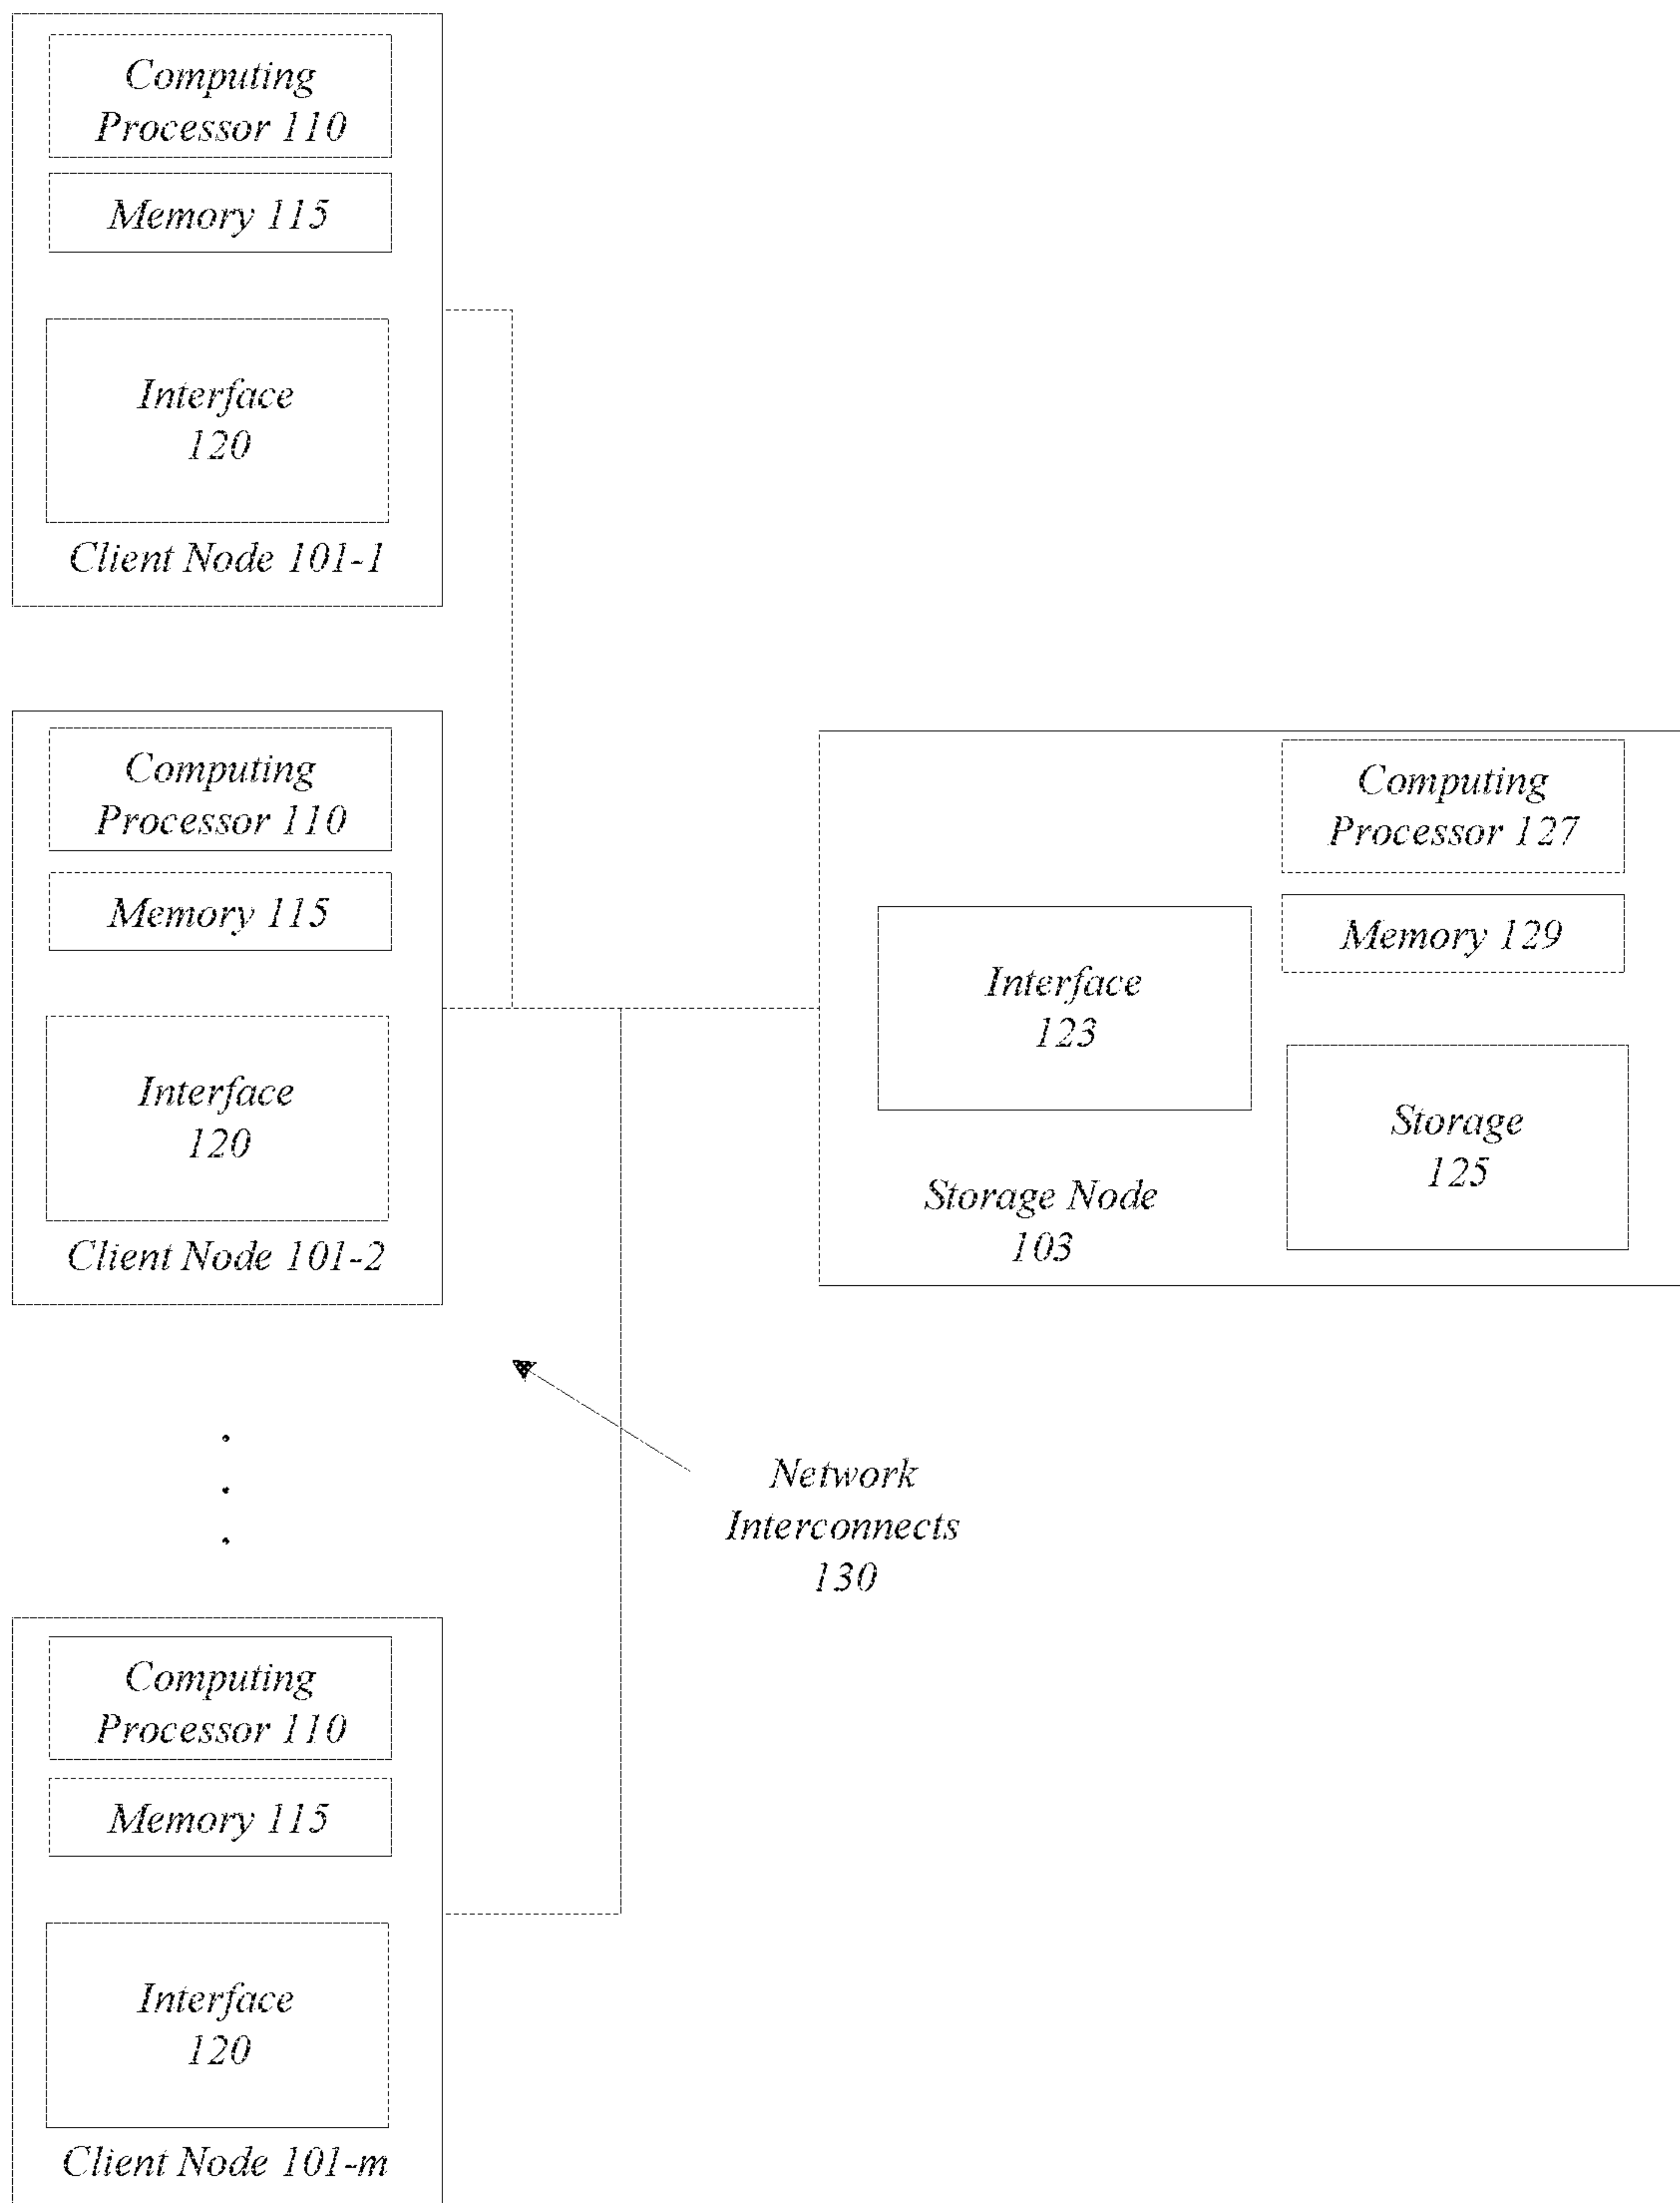 Computing
Processor 110
Memory 115
Interface
120
Client Node 101-1
Computing
Processor 110
Memory 115
Interface
120
Client Node 101-2
Computing
Processor 127
Memory 129
Interface
123
Storage
125
Storage Node
103
Network
Interconnects
130
Computing
Processor 110
Memory 115
Interface
120
Client Node 101-m